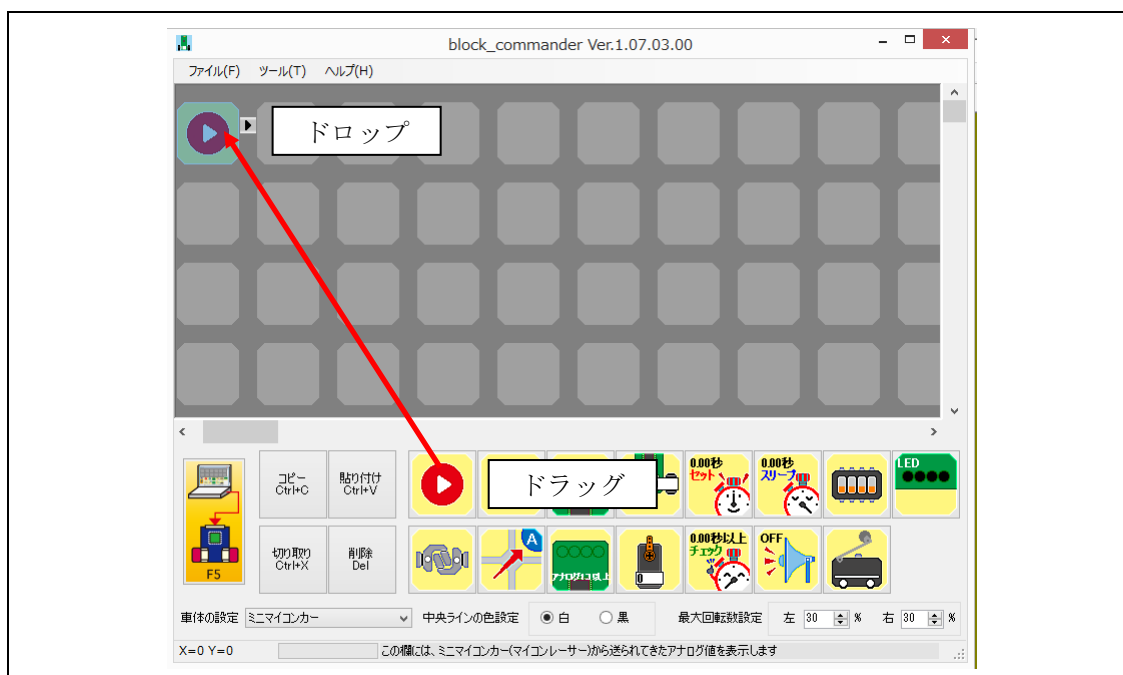 block_commander Ver.1.07.03.00
ファイル(F) ツール(T) ヘルプ(H)
ドロップ
ドラッグ
コピー
Ctrl+C
貼り付け
Ctrl+V
0.00秒
セット
0.00秒
スリープ
LED
F5
切り取り
Ctrl+X
削除
Del
A
アナログ13以上
0
0.00秒以上
チェック
OFF
車体の設定 ミニマイコンカー 中央ラインの色設定 白 黒 最大回転数設定 左 30 % 右 30 %
X=0 Y=0 この欄には、ミニマイコンカー(マイコンレーサー)から送られてきたアナログ値を表示します